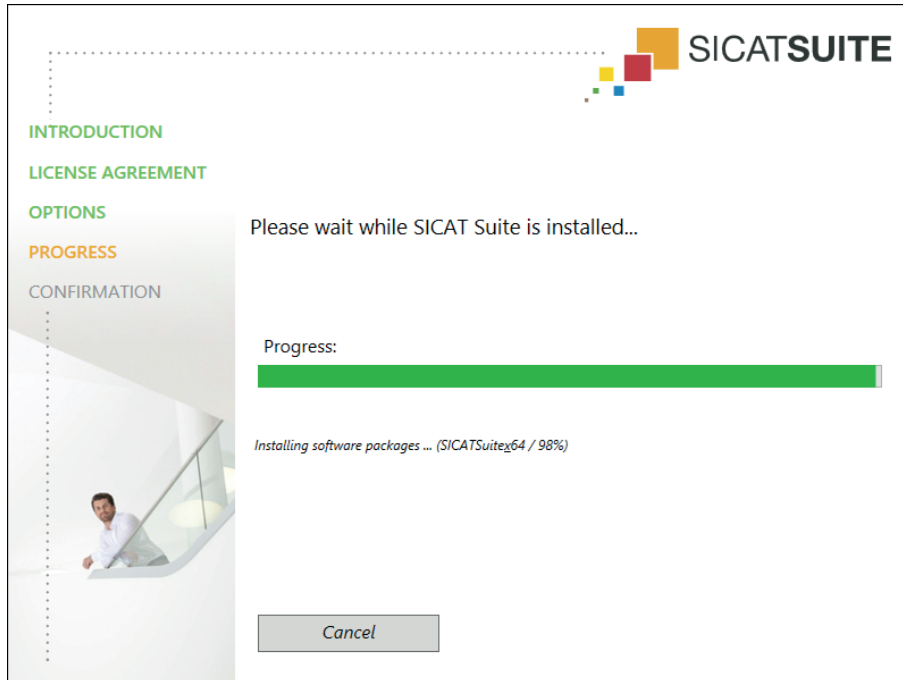 SICATSUITE
INTRODUCTION
LICENSE AGREEMENT
OPTIONS
PROGRESS
CONFIRMATION
Please wait while SICAT Suite is installed...
Progress:
Installing software packages ... (SICATSuitex64 / 98%)
Cancel